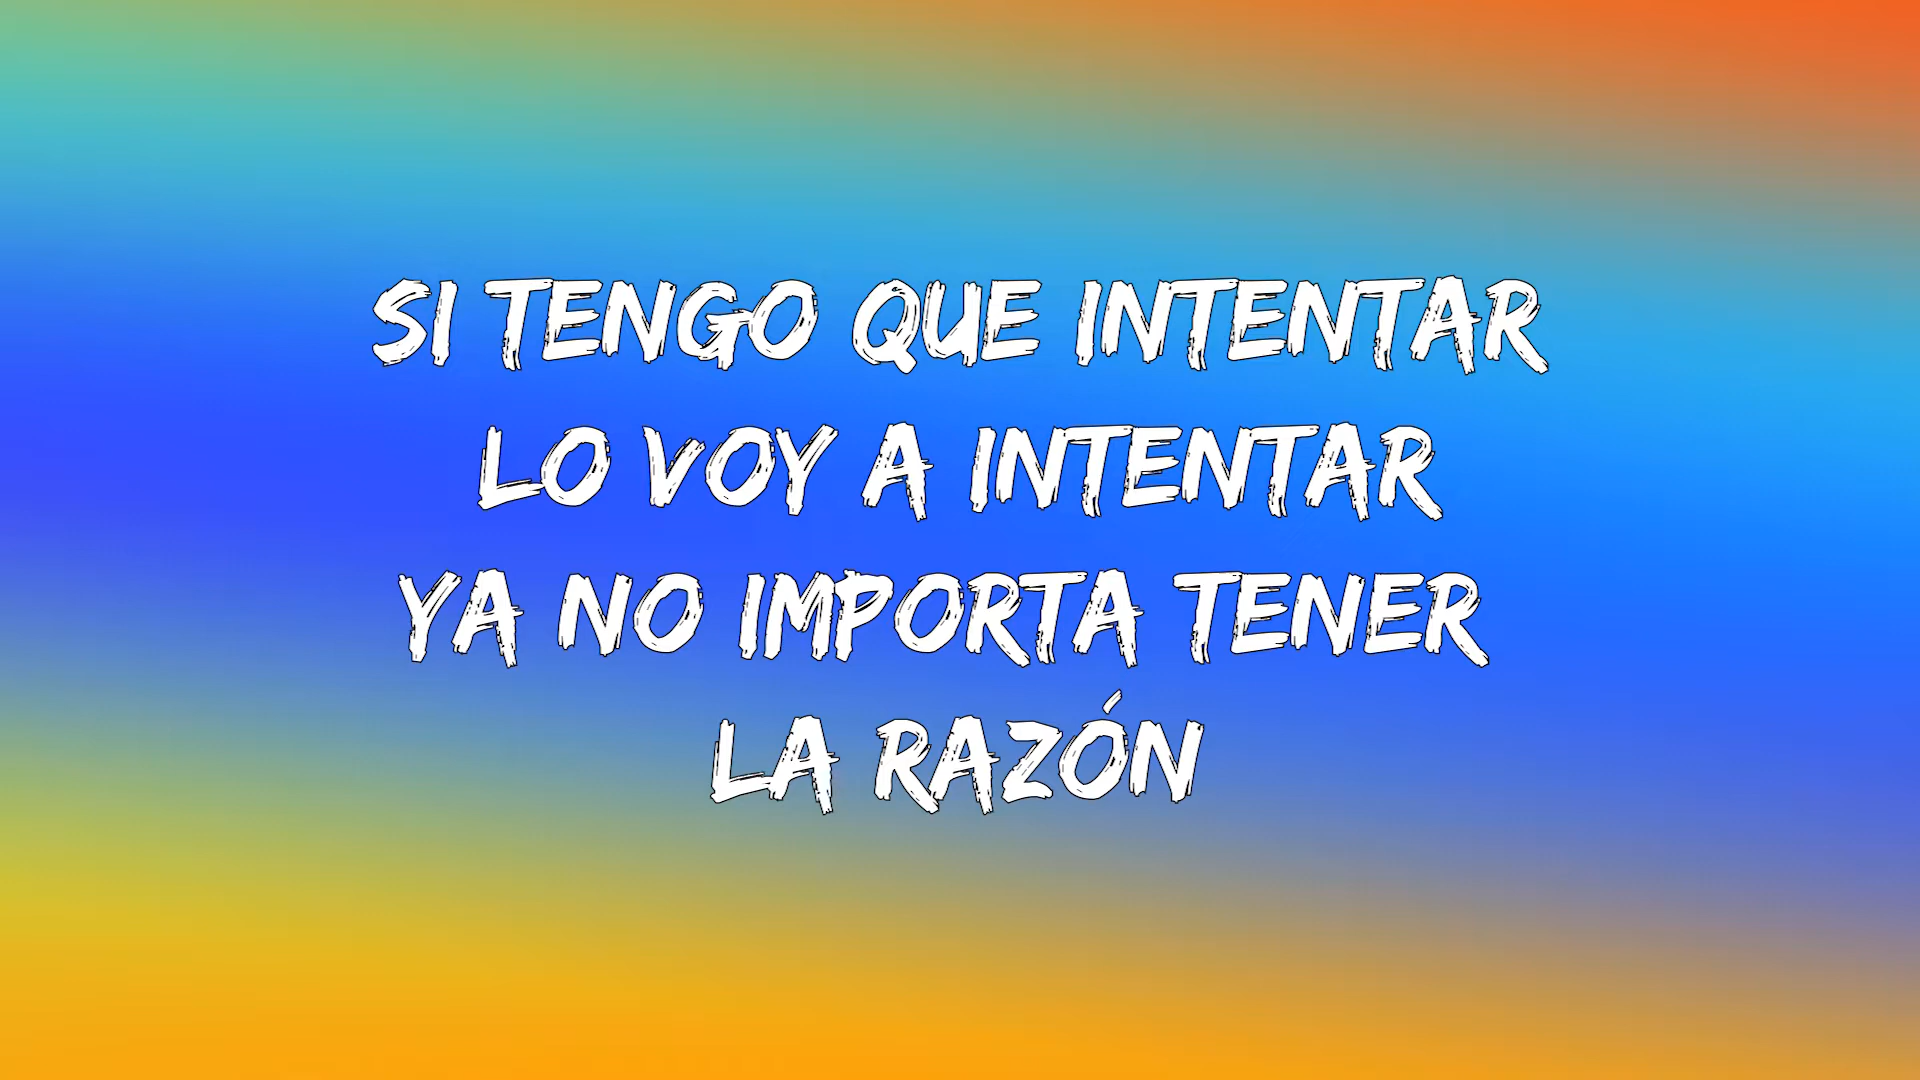 SI TENGO QUE INTENTAR
LO VOY A INTENTAR
YA NO IMPORTA TENER
LA RAZÓN